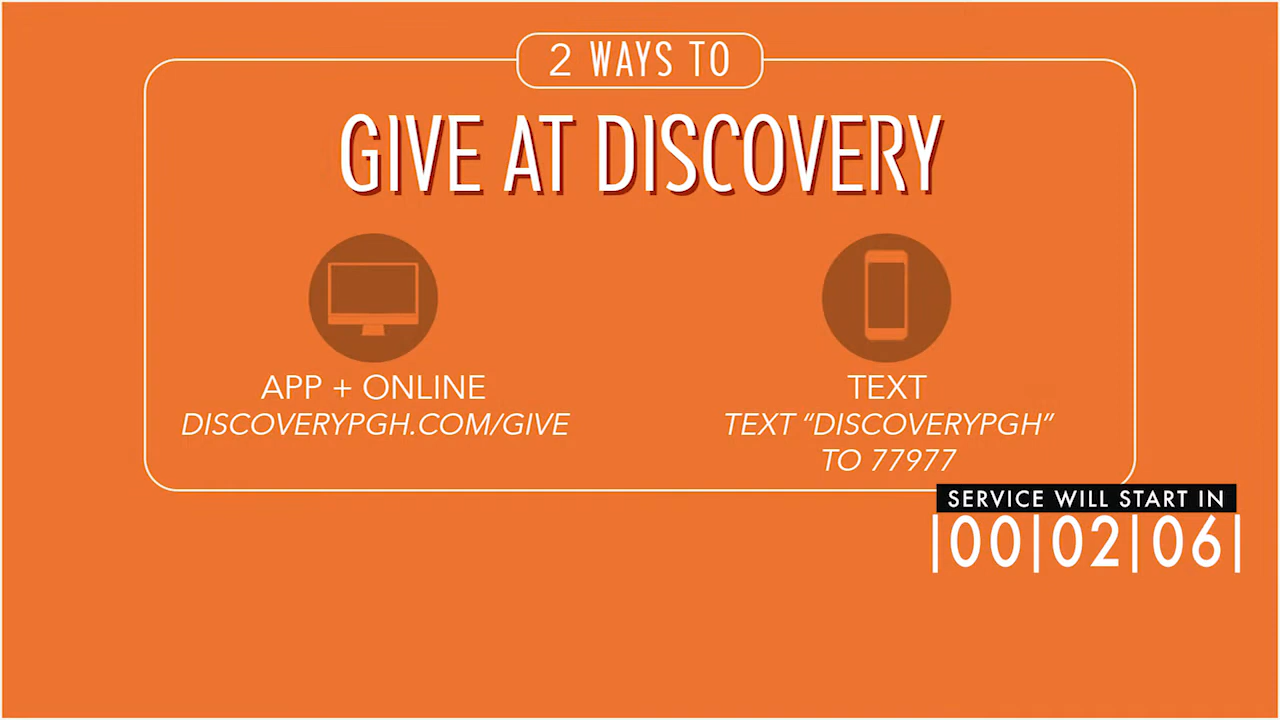 2 WAYS TO
GIVE AT DISCOVERY
APP + ONLINE
DISCOVERYPGH.COM/GIVE
TEXT
TEXT “DISCOVERYPGH”
TO 77977
SERVICE WILL START IN
|00|02|06|